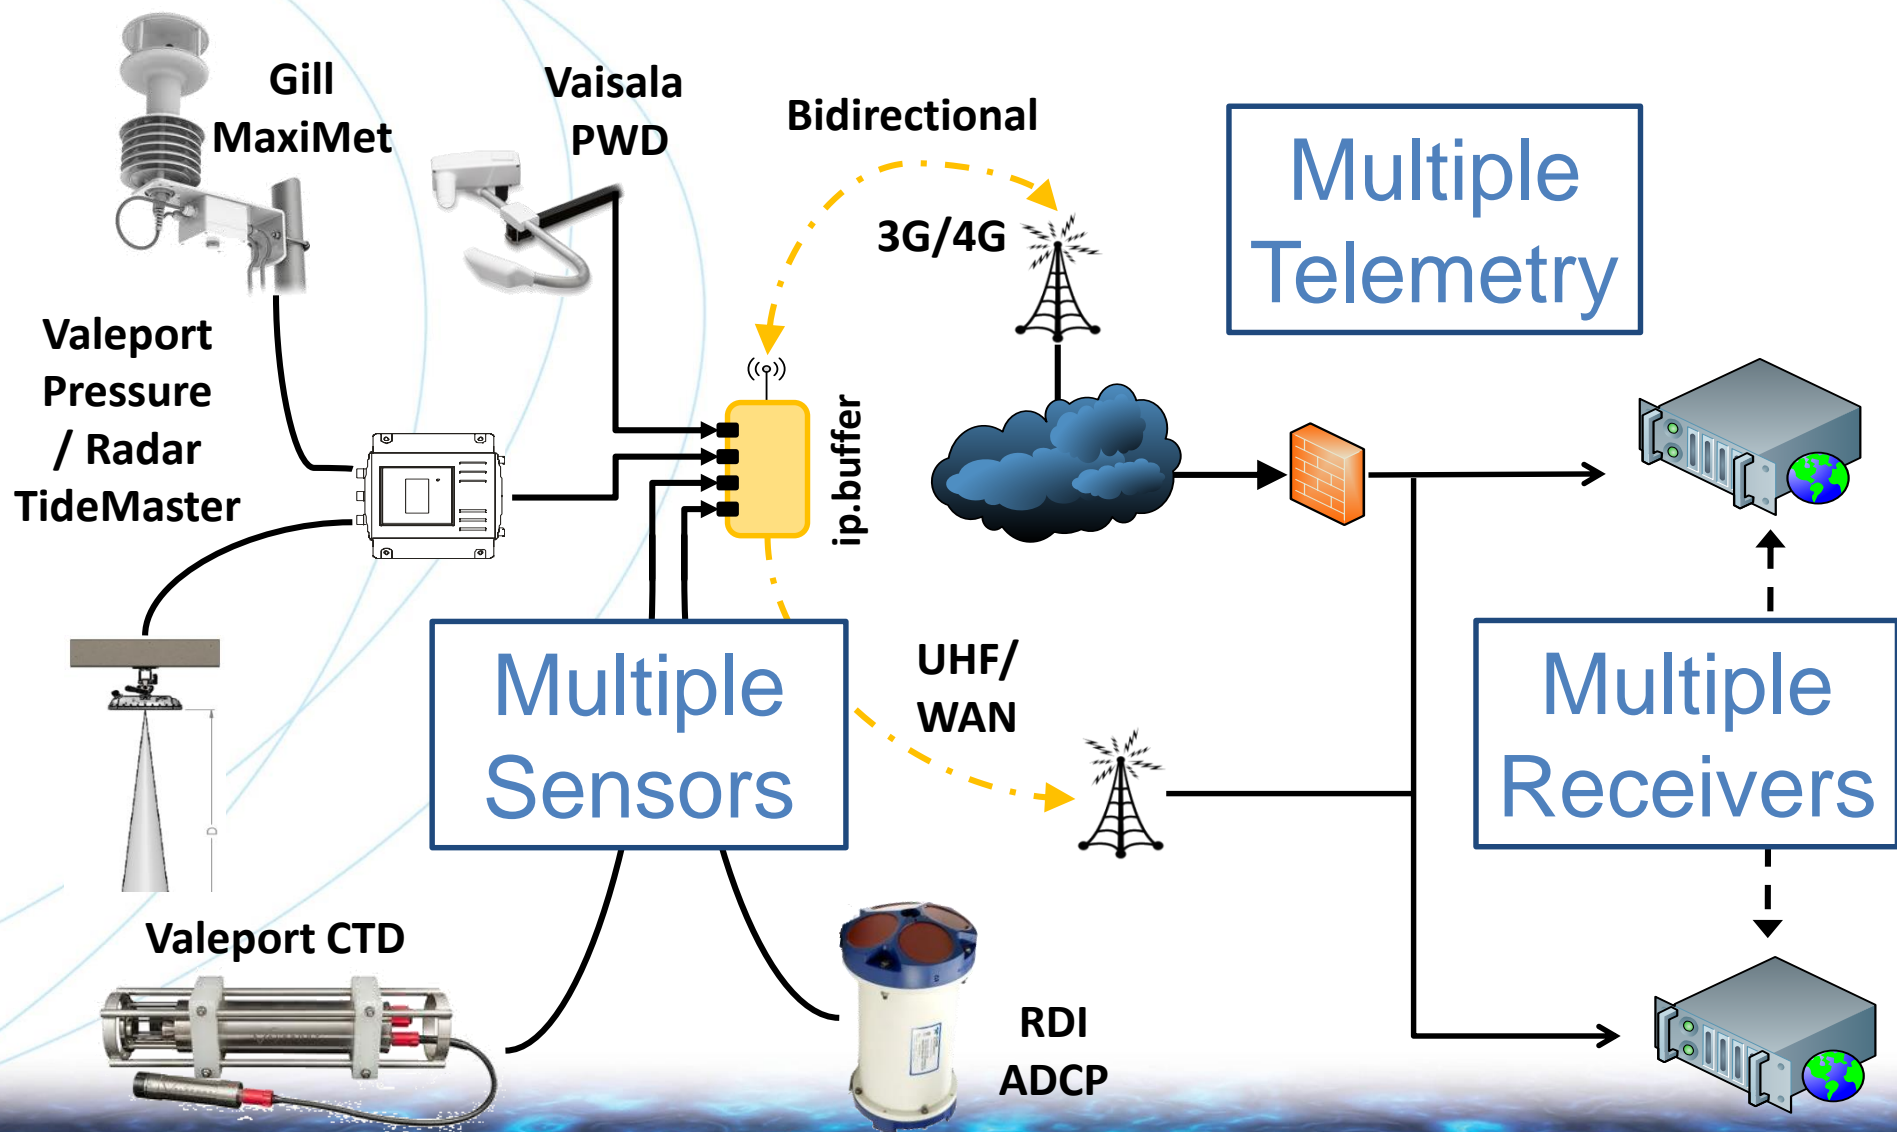 Gill
MaxiMet
Vaisala
PWD
Bidirectional
3G/4G
Multiple
Telemetry
Valeport
Pressure
/ Radar
TideMaster
ip.buffer
Multiple
Sensors
UHF/
WAN
Multiple
Receivers
D
Valeport CTD
RDI
ADCP